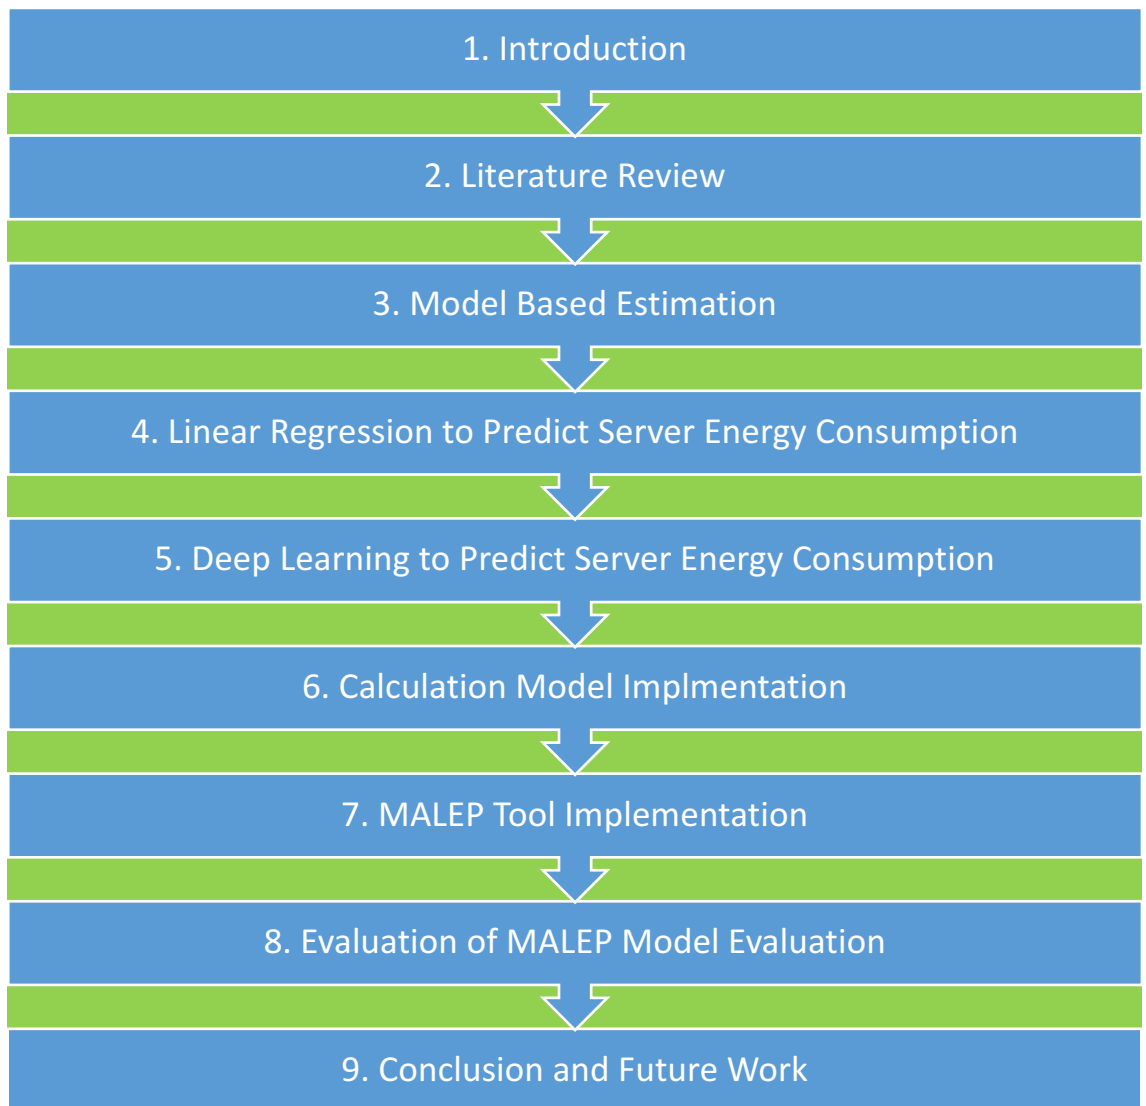 1. Introduction
2. Literature Review
3. Model Based Estimation
4. Linear Regression to Predict Server Energy Consumption
5. Deep Learning to Predict Server Energy Consumption
6. Calculation Model Implmentation
7. MALEP Tool Implementation
8. Evaluation of MALEP Model Evaluation
9. Conclusion and Future Work